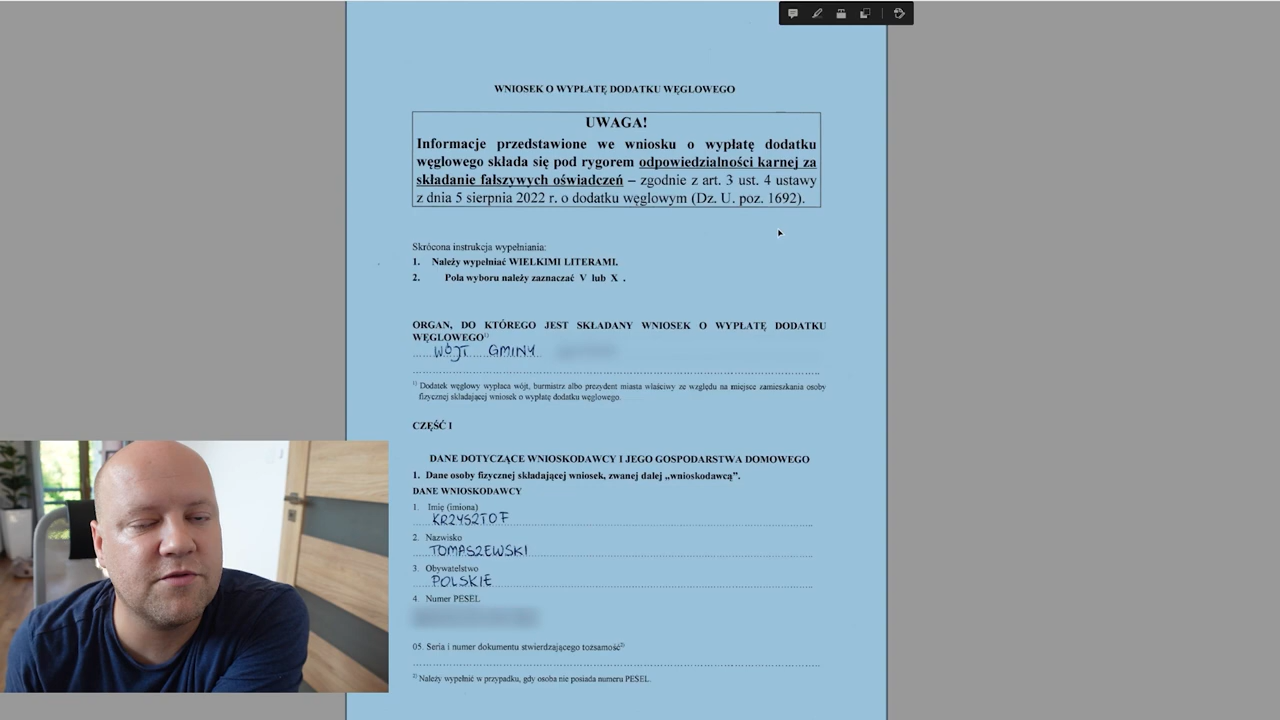 WNIOSEK O WYPŁATĘ DODATKU WĘGLOWEGO
UWAGA!
Informacje przedstawione we wniosku o wypłatę dodatku
węglowego składa się pod rygorem odpowiedzialności karnej za
składanie fałszywych oświadczeń – zgodnie z art. 3 ust. 4 ustawy
z dnia 5 sierpnia 2022 r. o dodatku węglowym (Dz. U. poz. 1692).
Skrócona instrukcja wypełniania:
1. Należy wypełniać WIELKIMI LITERAMI.
2. Pola wyboru należy zaznaczać V lub X .
ORGAN, DO KTÓREGO JEST SKŁADANY WNIOSEK O WYPŁATĘ DODATKU
WĘGLOWEGO1)
WÓJT GMINY
1) Dodatek węglowy wypłaca wójt, burmistrz albo prezydent miasta właściwy ze względu na miejsce zamieszkania osoby
fizycznej składającej wniosek o wypłatę dodatku węglowego.
CZĘŚĆ I
DANE DOTYCZĄCE WNIOSKODAWCY I JEGO GOSPODARSTWA DOMOWEGO
1. Dane osoby fizycznej składającej wniosek, zwanej dalej „wnioskodawcą”.
DANE WNIOSKODAWCY
1. Imię (imiona)
KRZYSZTOF
2. Nazwisko
TOMASZEWSKI
3. Obywatelstwo
POLSKIE
4. Numer PESEL
05. Seria i numer dokumentu stwierdzającego tożsamość2)
2) Należy wypełnić w przypadku, gdy osoba nie posiada numeru PESEL.